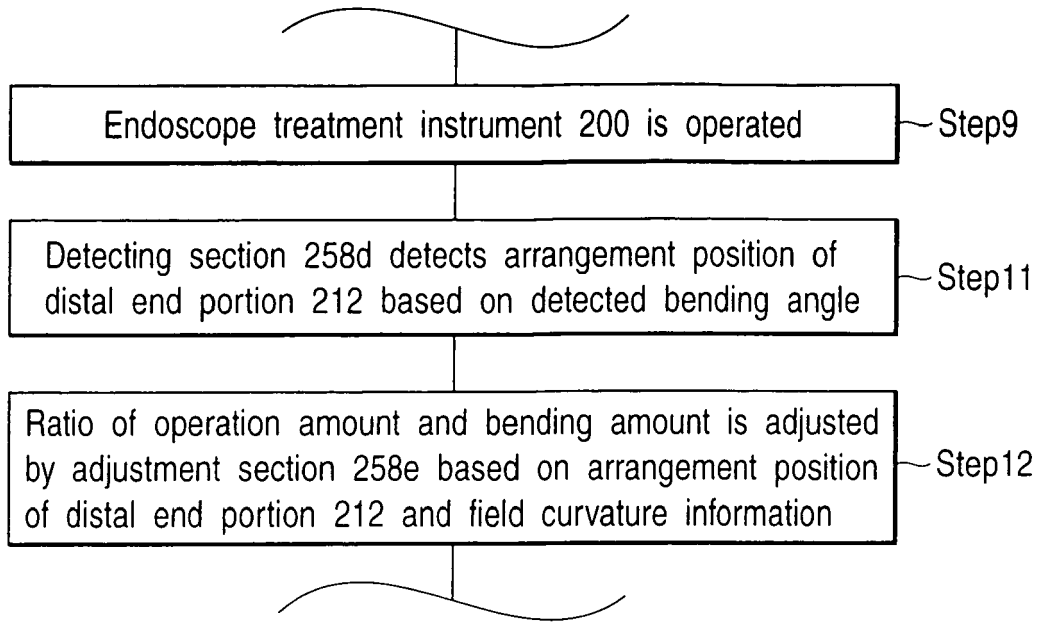 Endoscope treatment instrument 200 is operated
Step9
Detecting section 258d detects arrangement position of
distal end portion 212 based on detected bending angle
Step11
Ratio of operation amount and bending amount is adjusted
by adjustment section 258e based on arrangement position
of distal end portion 212 and field curvature information
Step12